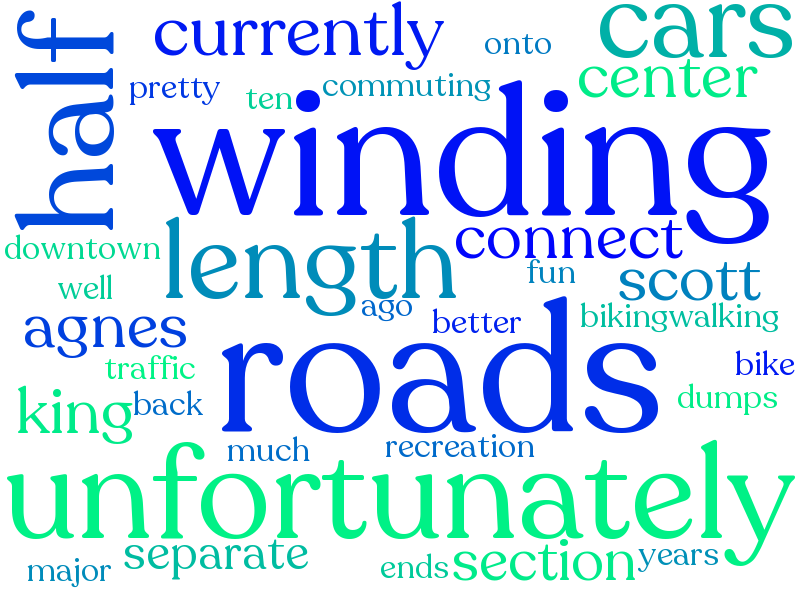 half
currently
onto
cars
pretty
ten
commuting
center
winding
downtown
length
connect
well
fun
scott
ago
agnes
better
bikingwalking
traffic
roads
bike
king
back
dumps
much
recreation
unfortunately
major
separate
ends
section
years